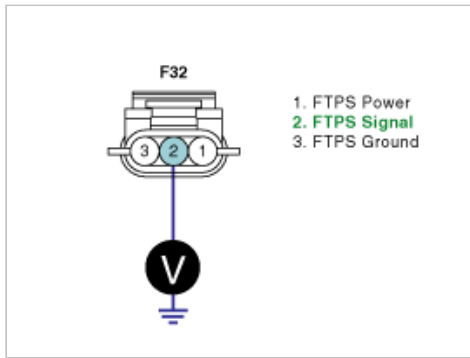 F32
1. FTPS Power
2. FTPS Signal
3. FTPS Ground
3 2 1
V